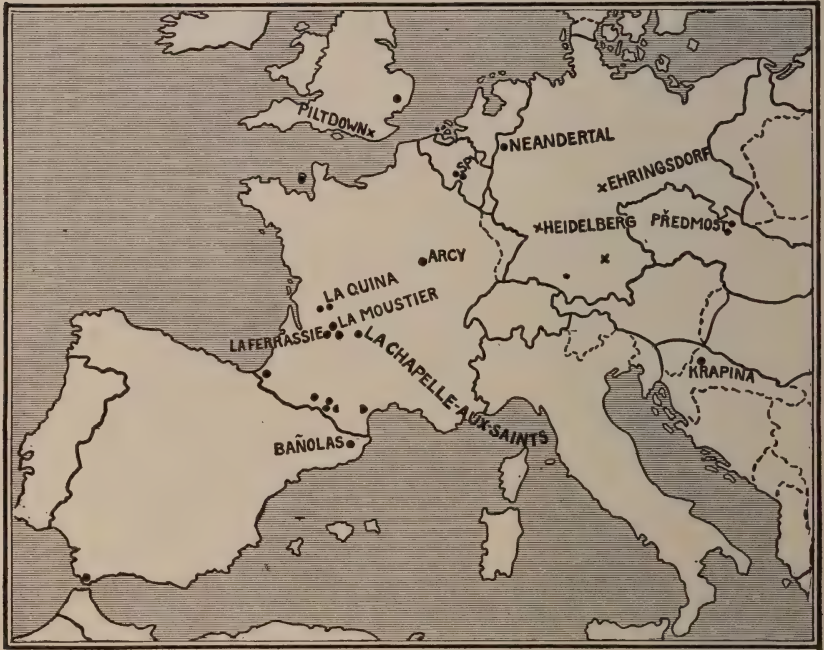 PILTDOWN
NEANDERTAL
SPY
EHRINGSDORF
HEIDELBERG
PŘEDMOST
ARCY
LA QUINA
LA MOUSTIER
LA FERRASSIE
LA CHAPELLE-AUX-SAINTS
KRAPINA
BAÑOLAS